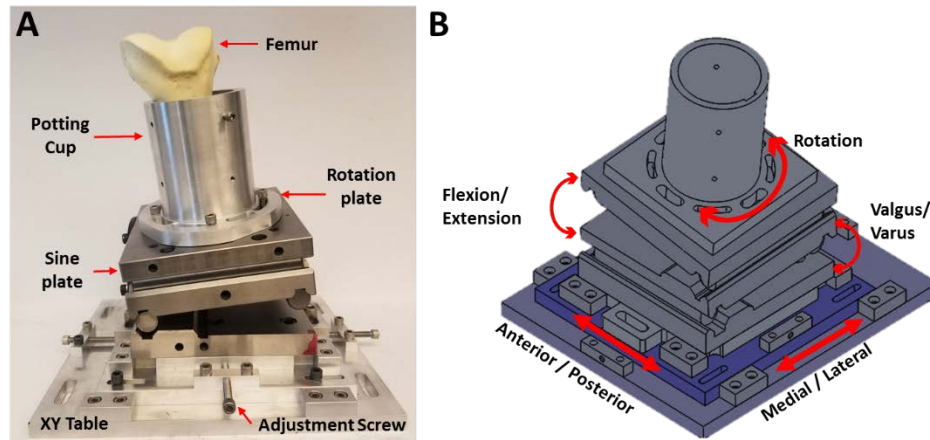 A
Femur
Potting
Cup
Rotation
plate
Sine
plate
XY Table
Adjustment Screw
B
Rotation
Flexion/
Extension
Valgus/
Varus
Anterior / Posterior
Medial / Lateral